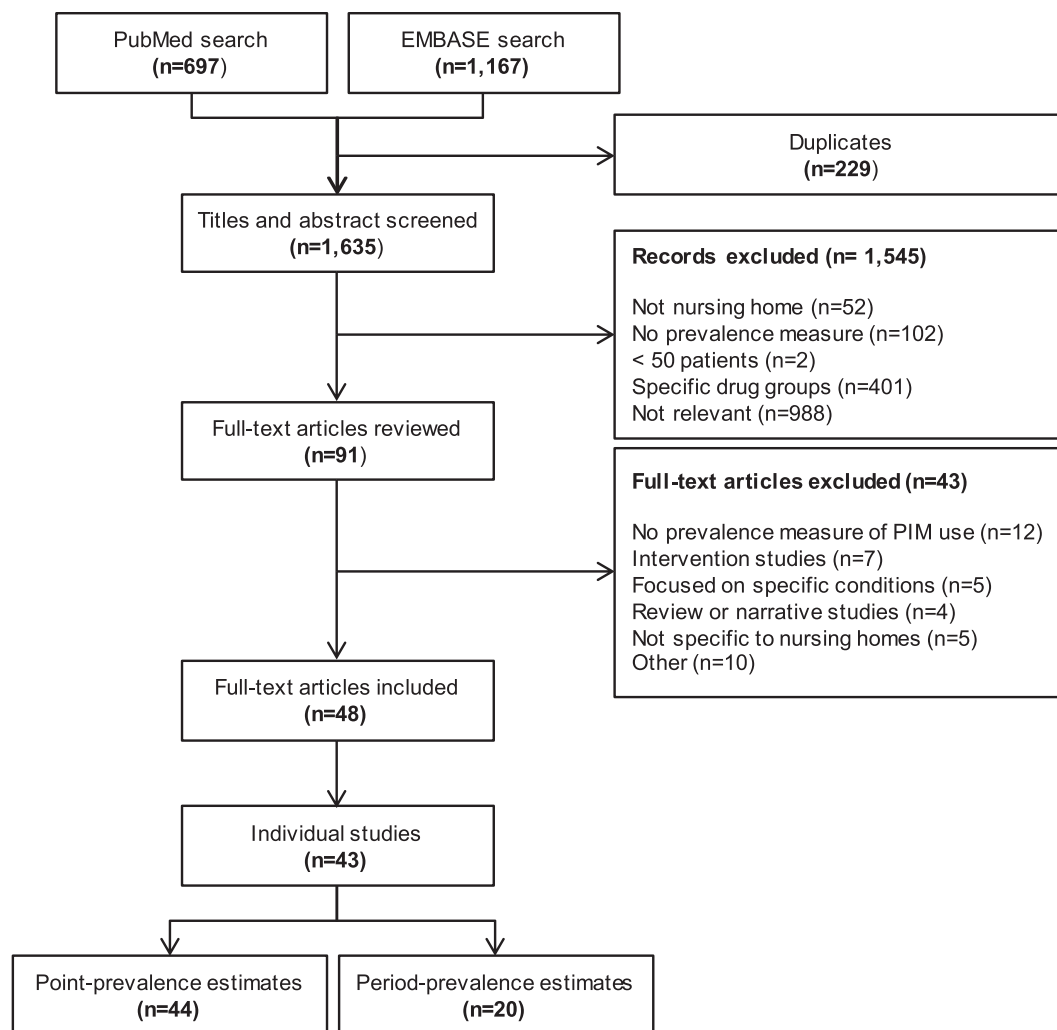 PubMed search
(n=697)
EMBASE search
(n=1,167)
Duplicates
(n=229)
Titles and abstract screened
(n=1,635)
Records excluded (n= 1,545)
Not nursing home (n=52)
No prevalence measure (n=102)
< 50 patients (n=2)
Specific drug groups (n=401)
Not relevant (n=988)
Full-text articles reviewed
(n=91)
Full-text articles excluded (n=43)
No prevalence measure of PIM use (n=12)
Intervention studies (n=7)
Focused on specific conditions (n=5)
Review or narrative studies (n=4)
Not specific to nursing homes (n=5)
Other (n=10)
Full-text articles included
(n=48)
Individual studies
(n=43)
Point-prevalence estimates
(n=44)
Period-prevalence estimates
(n=20)